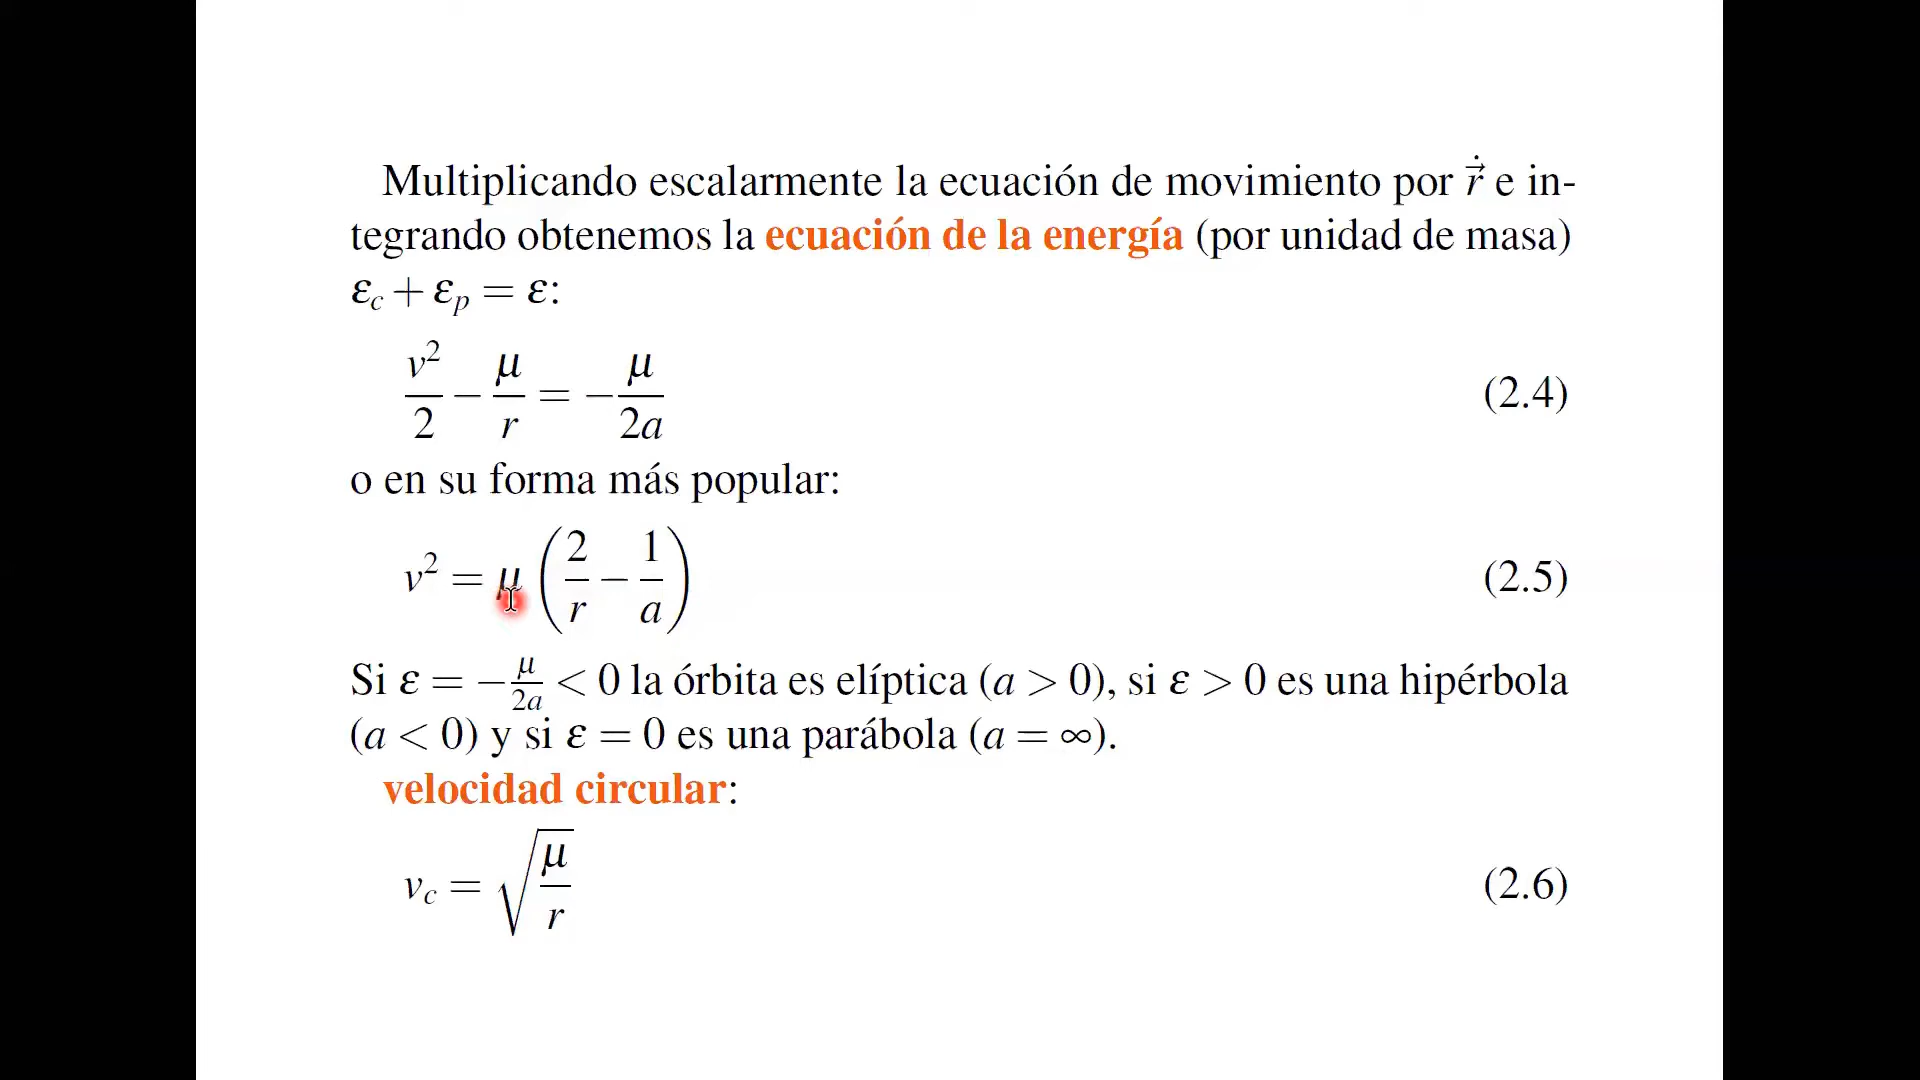 Multiplicando escalarmente la ecuación de movimiento por $\dot{\vec{r}}$ e in-
tegrando obtenemos la ecuación de la energía (por unidad de masa)
$\varepsilon_c + \varepsilon_p = \varepsilon$:
$\frac{v^2}{2} - \frac{\mu}{r} = -\frac{\mu}{2a}$ (2.4)
o en su forma más popular:
$v^2 = \mu \left( \frac{2}{r} - \frac{1}{a} \right)$ (2.5)
Si $\varepsilon = -\frac{\mu}{2a} < 0$ la órbita es elíptica ($a > 0$), si $\varepsilon > 0$ es una hipérbola
($a < 0$) y si $\varepsilon = 0$ es una parábola ($a = \infty$).
velocidad circular:
$v_c = \sqrt{\frac{\mu}{r}}$ (2.6)